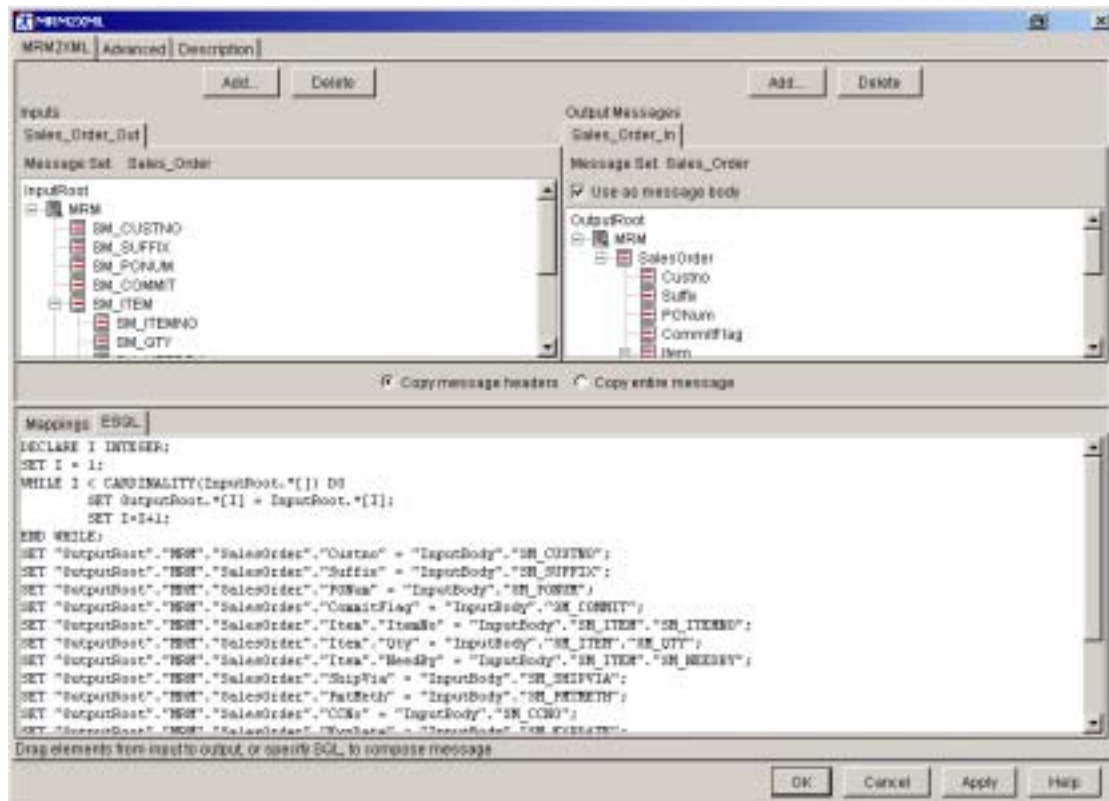 MRM2XML
MRM2XML Advanced Description
Add... Delete
Add... Delete
Inputs
Output Messages
Sales_Order_Out
Sales_Order_In
Message Set Sales_Order
Message Set Sales_Order
Use as message body
InputRoot
MRM
SM_CUSTNO
SM_SUFFIX
SM_PONUM
SM_COMMIT
SM_ITEM
SM_ITEMNO
SM_QTY
OutputRoot
MRM
SalesOrder
Custno
Suffix
PONum
CommitFlag
Item
Copy message headers Copy entire message
Mappings ESQL
DECLARE I INTEGER;
SET I = 1;
WHILE I < CARDINALITY(InputRoot.*[]) DO
SET OutputRoot.*[I] = InputRoot.*[I];
SET I=I+1;
END WHILE;
SET "OutputRoot"."MRM"."SalesOrder"."Custno" = "InputBody"."SM_CUSTNO";
SET "OutputRoot"."MRM"."SalesOrder"."Suffix" = "InputBody"."SM_SUFFIX";
SET "OutputRoot"."MRM"."SalesOrder"."PONum" = "InputBody"."SM_PONUM";
SET "OutputRoot"."MRM"."SalesOrder"."CommitFlag" = "InputBody"."SM_COMMIT";
SET "OutputRoot"."MRM"."SalesOrder"."Item"."ItemNo" = "InputBody"."SM_ITEM"."SM_ITEMNO";
SET "OutputRoot"."MRM"."SalesOrder"."Item"."Qty" = "InputBody"."SM_ITEM"."SM_QTY";
SET "OutputRoot"."MRM"."SalesOrder"."Item"."NeedBy" = "InputBody"."SM_ITEM"."SM_NEEDBY";
SET "OutputRoot"."MRM"."SalesOrder"."ShipVia" = "InputBody"."SM_SHIPVIA";
SET "OutputRoot"."MRM"."SalesOrder"."PmtMeth" = "InputBody"."SM_PMTMETH";
SET "OutputRoot"."MRM"."SalesOrder"."CCNo" = "InputBody"."SM_CCNO";
SET "OutputRoot"."MRM"."SalesOrder"
Drag elements from input to output, or specify SQL, to compose message
OK Cancel Apply Help